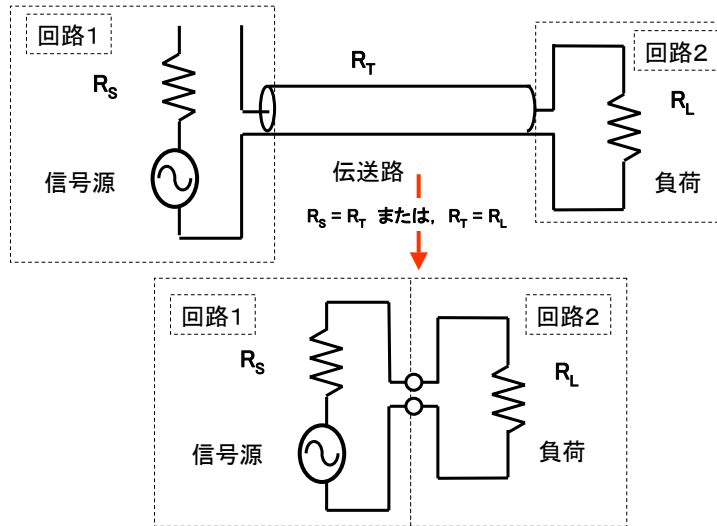 回路1
R_S
信号源
R_T
回路2
R_L
負荷
伝送路
R_S = R_T または, R_T = R_L
回路1
R_S
信号源
回路2
R_L
負荷